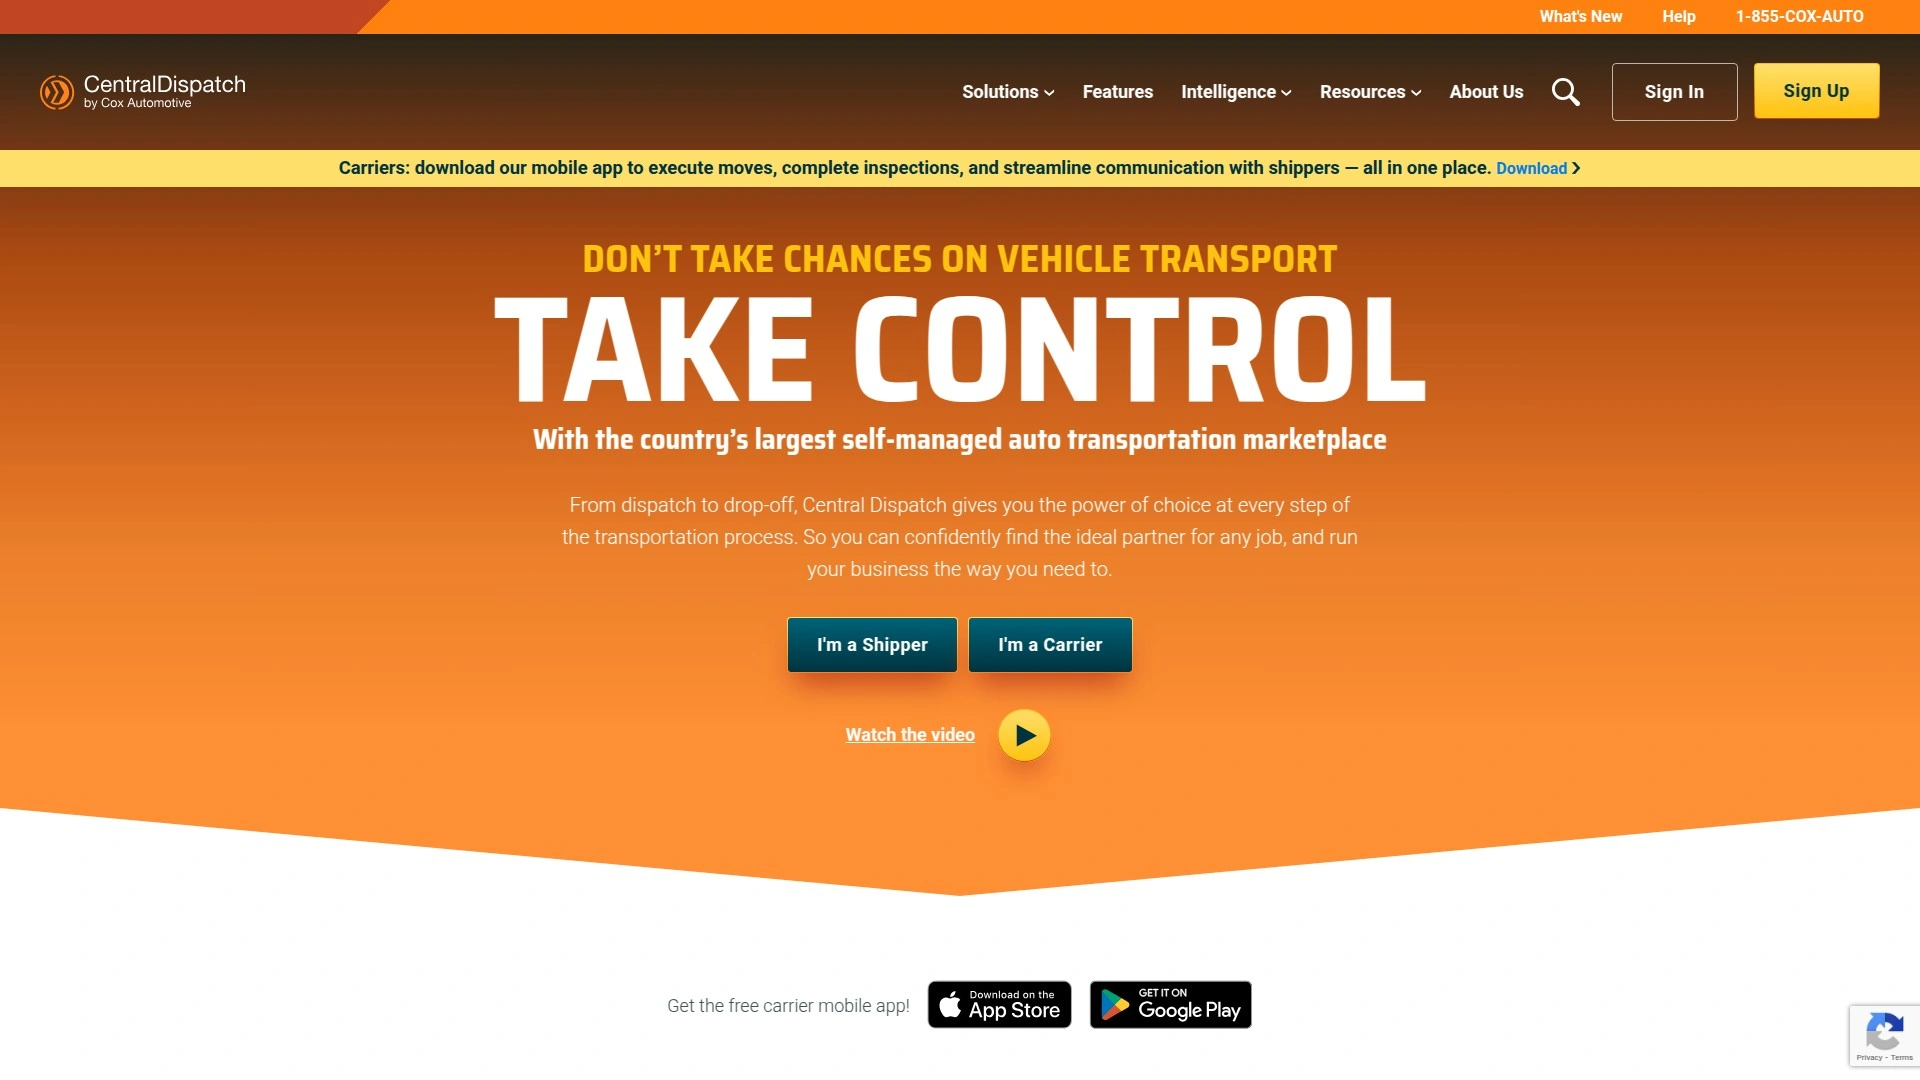 What's New
Help
1-855-COX-AUTO
CentralDispatch
by Cox Automotive
Solutions
Features
Intelligence
Resources
About Us
Sign In
Sign Up
Carriers: download our mobile app to execute moves, complete inspections, and streamline communication with shippers — all in one place. Download
DON’T TAKE CHANCES ON VEHICLE TRANSPORT
TAKE CONTROL
With the country’s largest self-managed auto transportation marketplace
From dispatch to drop-off, Central Dispatch gives you the power of choice at every step of
the transportation process. So you can confidently find the ideal partner for any job, and run
your business the way you need to.
I'm a Shipper
I'm a Carrier
Watch the video
Get the free carrier mobile app!
Download on the
App Store
GET IT ON
Google Play
Privacy - Terms